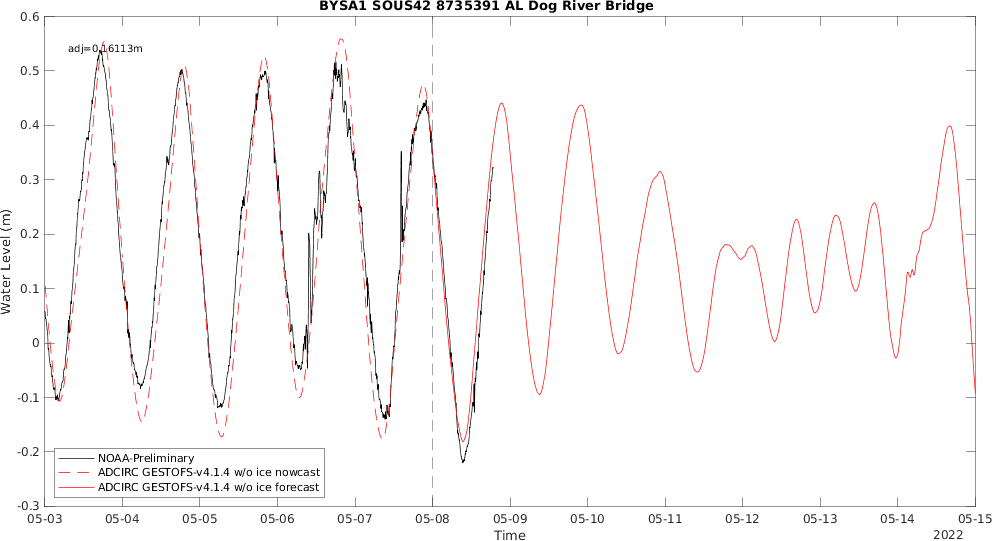 BYSA1 SOUS42 8735391 AL Dog River Bridge
adj=0.16113m
0.6
0.5
0.4
0.3
0.2
0.1
0
-0.1
-0.2
-0.3
Water Level (m)
NOAA-Preliminary
ADCIRC GESTOFS-v4.1.4 w/o ice nowcast
ADCIRC GESTOFS-v4.1.4 w/o ice forecast
05-03 05-04 05-05 05-06 05-07 05-08 05-09 05-10 05-11 05-12 05-13 05-14 05-15
Time
2022